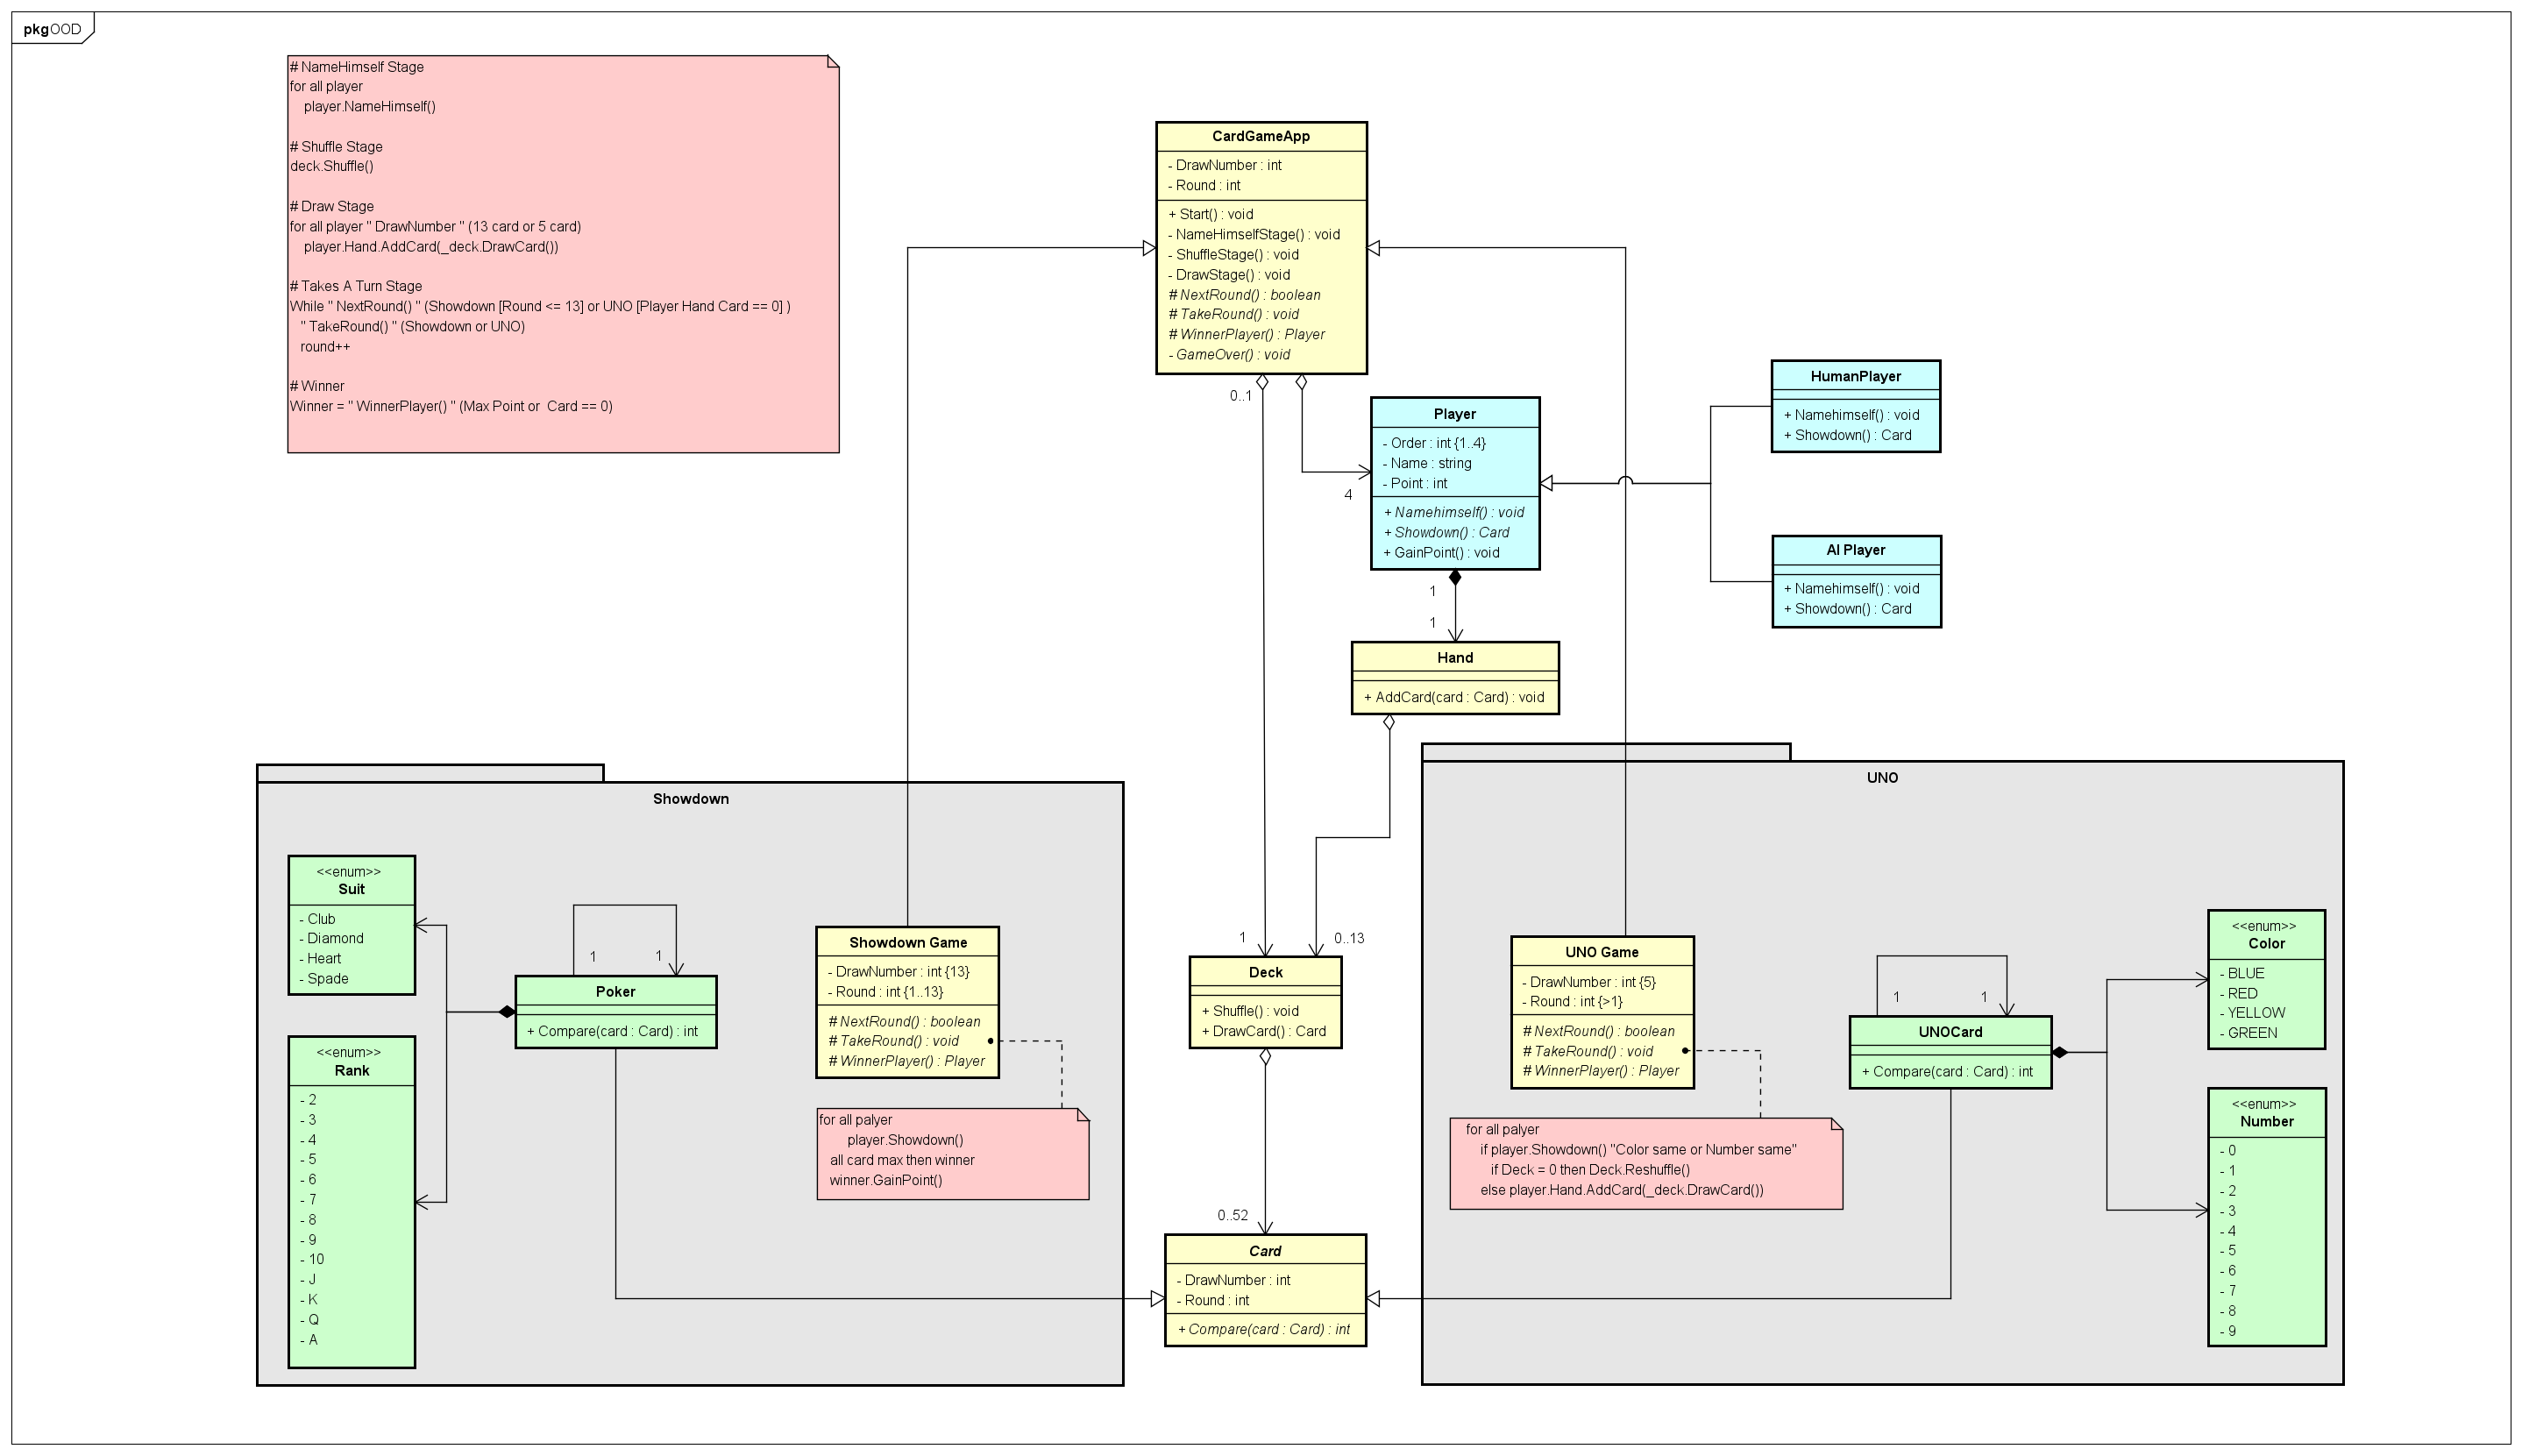 pkg OOD
# NameHimself Stage
for all player
player.NameHimself()
# Shuffle Stage
deck.Shuffle()
# Draw Stage
for all player " DrawNumber " (13 card or 5 card)
player.Hand.AddCard(_deck.DrawCard())
# Takes A Turn Stage
While " NextRound() " (Showdown [Round <= 13] or UNO [Player Hand Card == 0] )
" TakeRound() " (Showdown or UNO)
round++
# Winner
Winner = " WinnerPlayer() " (Max Point or  Card == 0)
CardGameApp
- DrawNumber : int
- Round : int
+ Start() : void
- NameHimselfStage() : void
- ShuffleStage() : void
- DrawStage() : void
# NextRound() : boolean
# TakeRound() : void
# WinnerPlayer() : Player
- GameOver() : void
0..1
4
Player
- Order : int {1..4}
- Name : string
- Point : int
+ Namehimself() : void
+ Showdown() : Card
+ GainPoint() : void
HumanPlayer
+ Namehimself() : void
+ Showdown() : Card
AI Player
+ Namehimself() : void
+ Showdown() : Card
1
1
Hand
+ AddCard(card : Card) : void
Showdown
<<enum>>
Suit
- Club
- Diamond
- Heart
- Spade
<<enum>>
Rank
- 2
- 3
- 4
- 5
- 6
- 7
- 8
- 9
- 10
- J
- K
- Q
- A
1
1
Poker
+ Compare(card : Card) : int
Showdown Game
- DrawNumber : int {13}
- Round : int {1..13}
# NextRound() : boolean
# TakeRound() : void
# WinnerPlayer() : Player
for all palyer
player.Showdown()
all card max then winner
winner.GainPoint()
1
0..13
Deck
+ Shuffle() : void
+ DrawCard() : Card
0..52
Card
- DrawNumber : int
- Round : int
+ Compare(card : Card) : int
UNO
UNO Game
- DrawNumber : int {5}
- Round : int {>1}
# NextRound() : boolean
# TakeRound() : void
# WinnerPlayer() : Player
for all palyer
if player.Showdown() "Color same or Number same"
if Deck = 0 then Deck.Reshuffle()
else player.Hand.AddCard(_deck.DrawCard())
1
1
UNOCard
+ Compare(card : Card) : int
<<enum>>
Color
- BLUE
- RED
- YELLOW
- GREEN
<<enum>>
Number
- 0
- 1
- 2
- 3
- 4
- 5
- 6
- 7
- 8
- 9